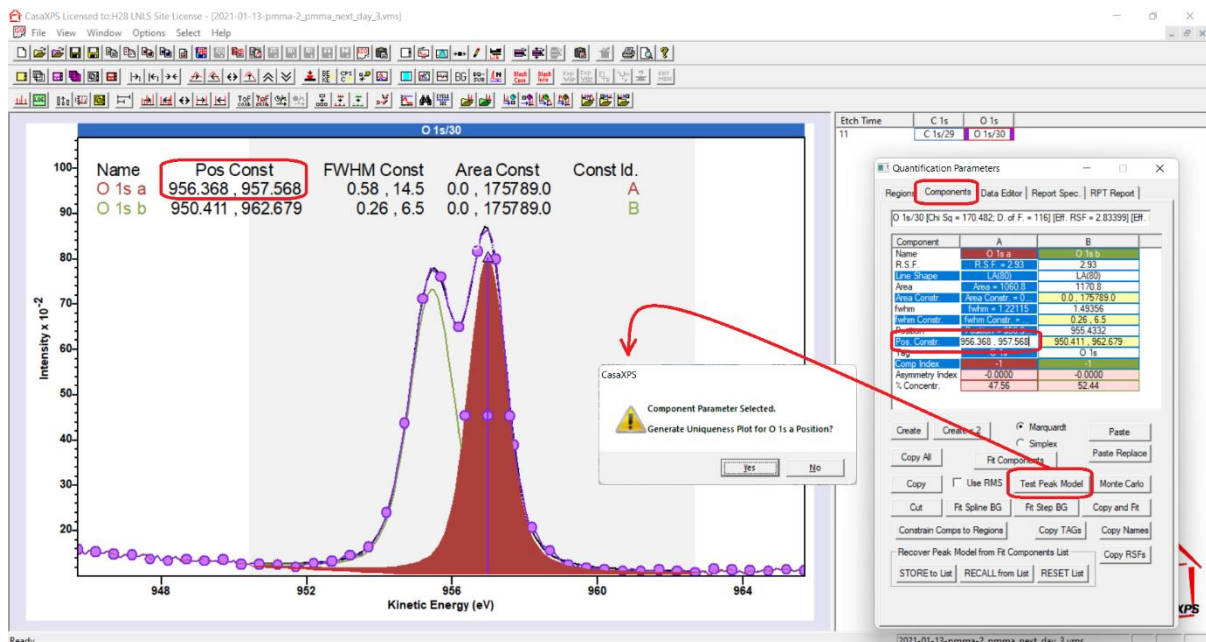 CasaXPS Licensed to:H28 LNLS Site License - [2021-01-13-pmma-2_pmma_next_day_3.vms]
File View Window Options Select Help
O 1s/30
Name Pos Const FWHM Const Area Const Const Id.
O 1s a 956.368 , 957.568 0.58 , 14.5 0.0 , 175789.0 A
O 1s b 950.411 , 962.679 0.26 , 6.5 0.0 , 175789.0 B
Intensity x 10^-2
100
90
80
70
60
50
40
30
20
948 952 956 960 964
Kinetic Energy (eV)
Etch Time C 1s O 1s
11 C 1s/29 O 1s/30
CasaXPS
Component Parameter Selected.
Generate Uniqueness Plot for O 1s a Position?
Yes No
Quantification Parameters
Regions Components Data Editor Report Spec. RPT Report
O 1s/30 [Chi Sq = 170.482; D. of F. = 116] [Eff. RSF = 2.83399] [Eff.
Component A B
Name O 1s a O 1s b
R.S.F. R.S.F. = 2.93 2.93
Line Shape LA(80) LA(80)
Area Area = 1060.8 1170.8
Area Constr. Area Constr. = 0... 0.0 , 175789.0
fwhm fwhm = 1.22115 1.49356
fwhm Constr. fwhm Constr. = ... 0.26 , 6.5
Position 955.4332
Pos. Constr. 956.368 , 957.568 950.411 , 962.679
Tag O 1s O 1s
Comp Index -1 -1
Asymmetry Index -0.0000 -0.0000
% Concentr. 47.56 52.44
Create Marquardt Paste
Simplex
Copy All Fit Components Paste Replace
Copy Use RMS Test Peak Model Monte Carlo
Cut Fit Spline BG Fit Step BG Copy and Fit
Constrain Comps to Regions Copy TAGs Copy Names
Recover Peak Model from Fit Components List Copy RSFs
STORE to List RECALL from List RESET List
XPS
Ready
2021-01-13-pmma-2_pmma_next_day_3.vms